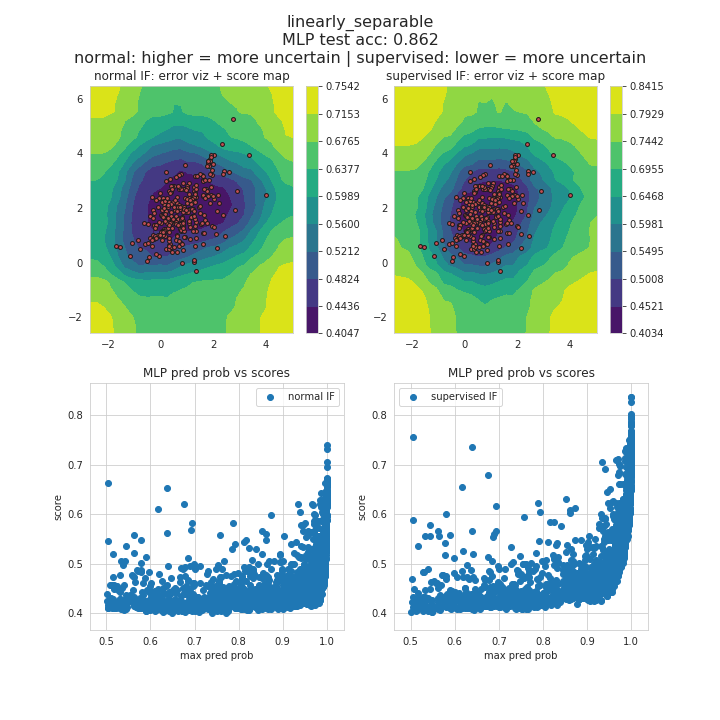 linearly_separable
MLP test acc: 0.862
normal: higher = more uncertain | supervised: lower = more uncertain
normal IF: error viz + score map
6
4
2
0
−2
−2 0 2 4
0.7542
0.7153
0.6765
0.6377
0.5989
0.5600
0.5212
0.4824
0.4436
0.4047
supervised IF: error viz + score map
6
4
2
0
−2
−2 0 2 4
0.8415
0.7929
0.7442
0.6955
0.6468
0.5981
0.5495
0.5008
0.4521
0.4034
MLP pred prob vs scores
normal IF
score
0.8
0.7
0.6
0.5
0.4
0.5 0.6 0.7 0.8 0.9 1.0
max pred prob
MLP pred prob vs scores
supervised IF
score
0.8
0.7
0.6
0.5
0.4
0.5 0.6 0.7 0.8 0.9 1.0
max pred prob